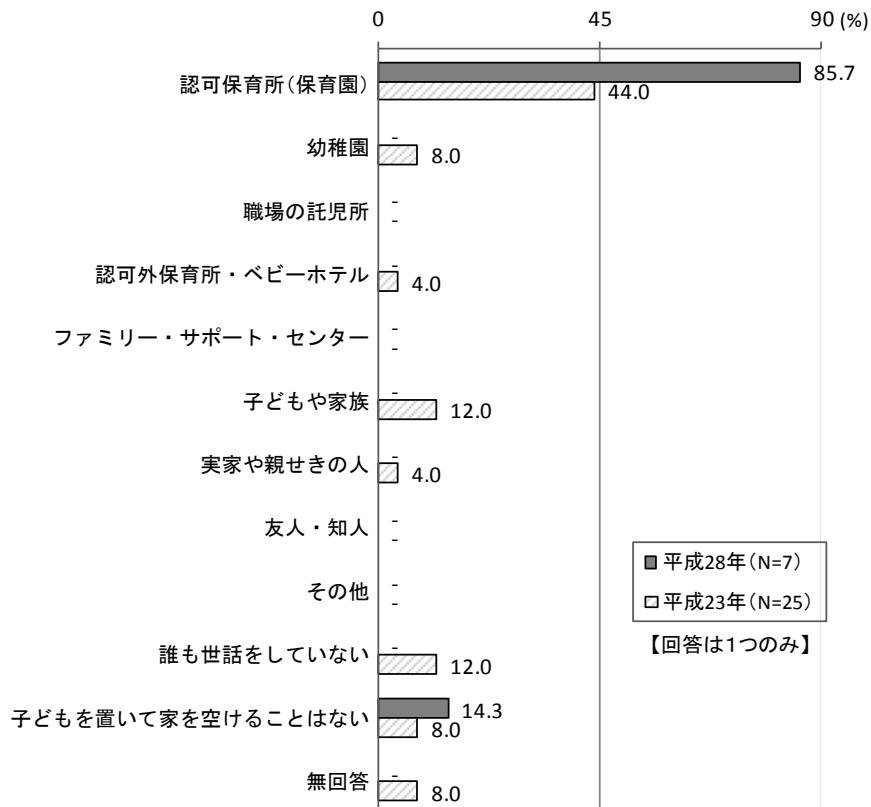 0 45 90 (%)
認可保育所(保育園) 85.7
44.0
幼稚園 -
8.0
職場の託児所 -
-
認可外保育所・ベビーホテル -
4.0
ファミリー・サポート・センター -
-
子どもや家族 -
12.0
実家や親せきの人 -
4.0
友人・知人 -
-
その他 -
-
誰も世話をしていない -
12.0
子どもを置いて家を空けることはない 14.3
8.0
無回答 -
8.0
平成28年(N=7)
平成23年(N=25)
【回答は1つのみ】